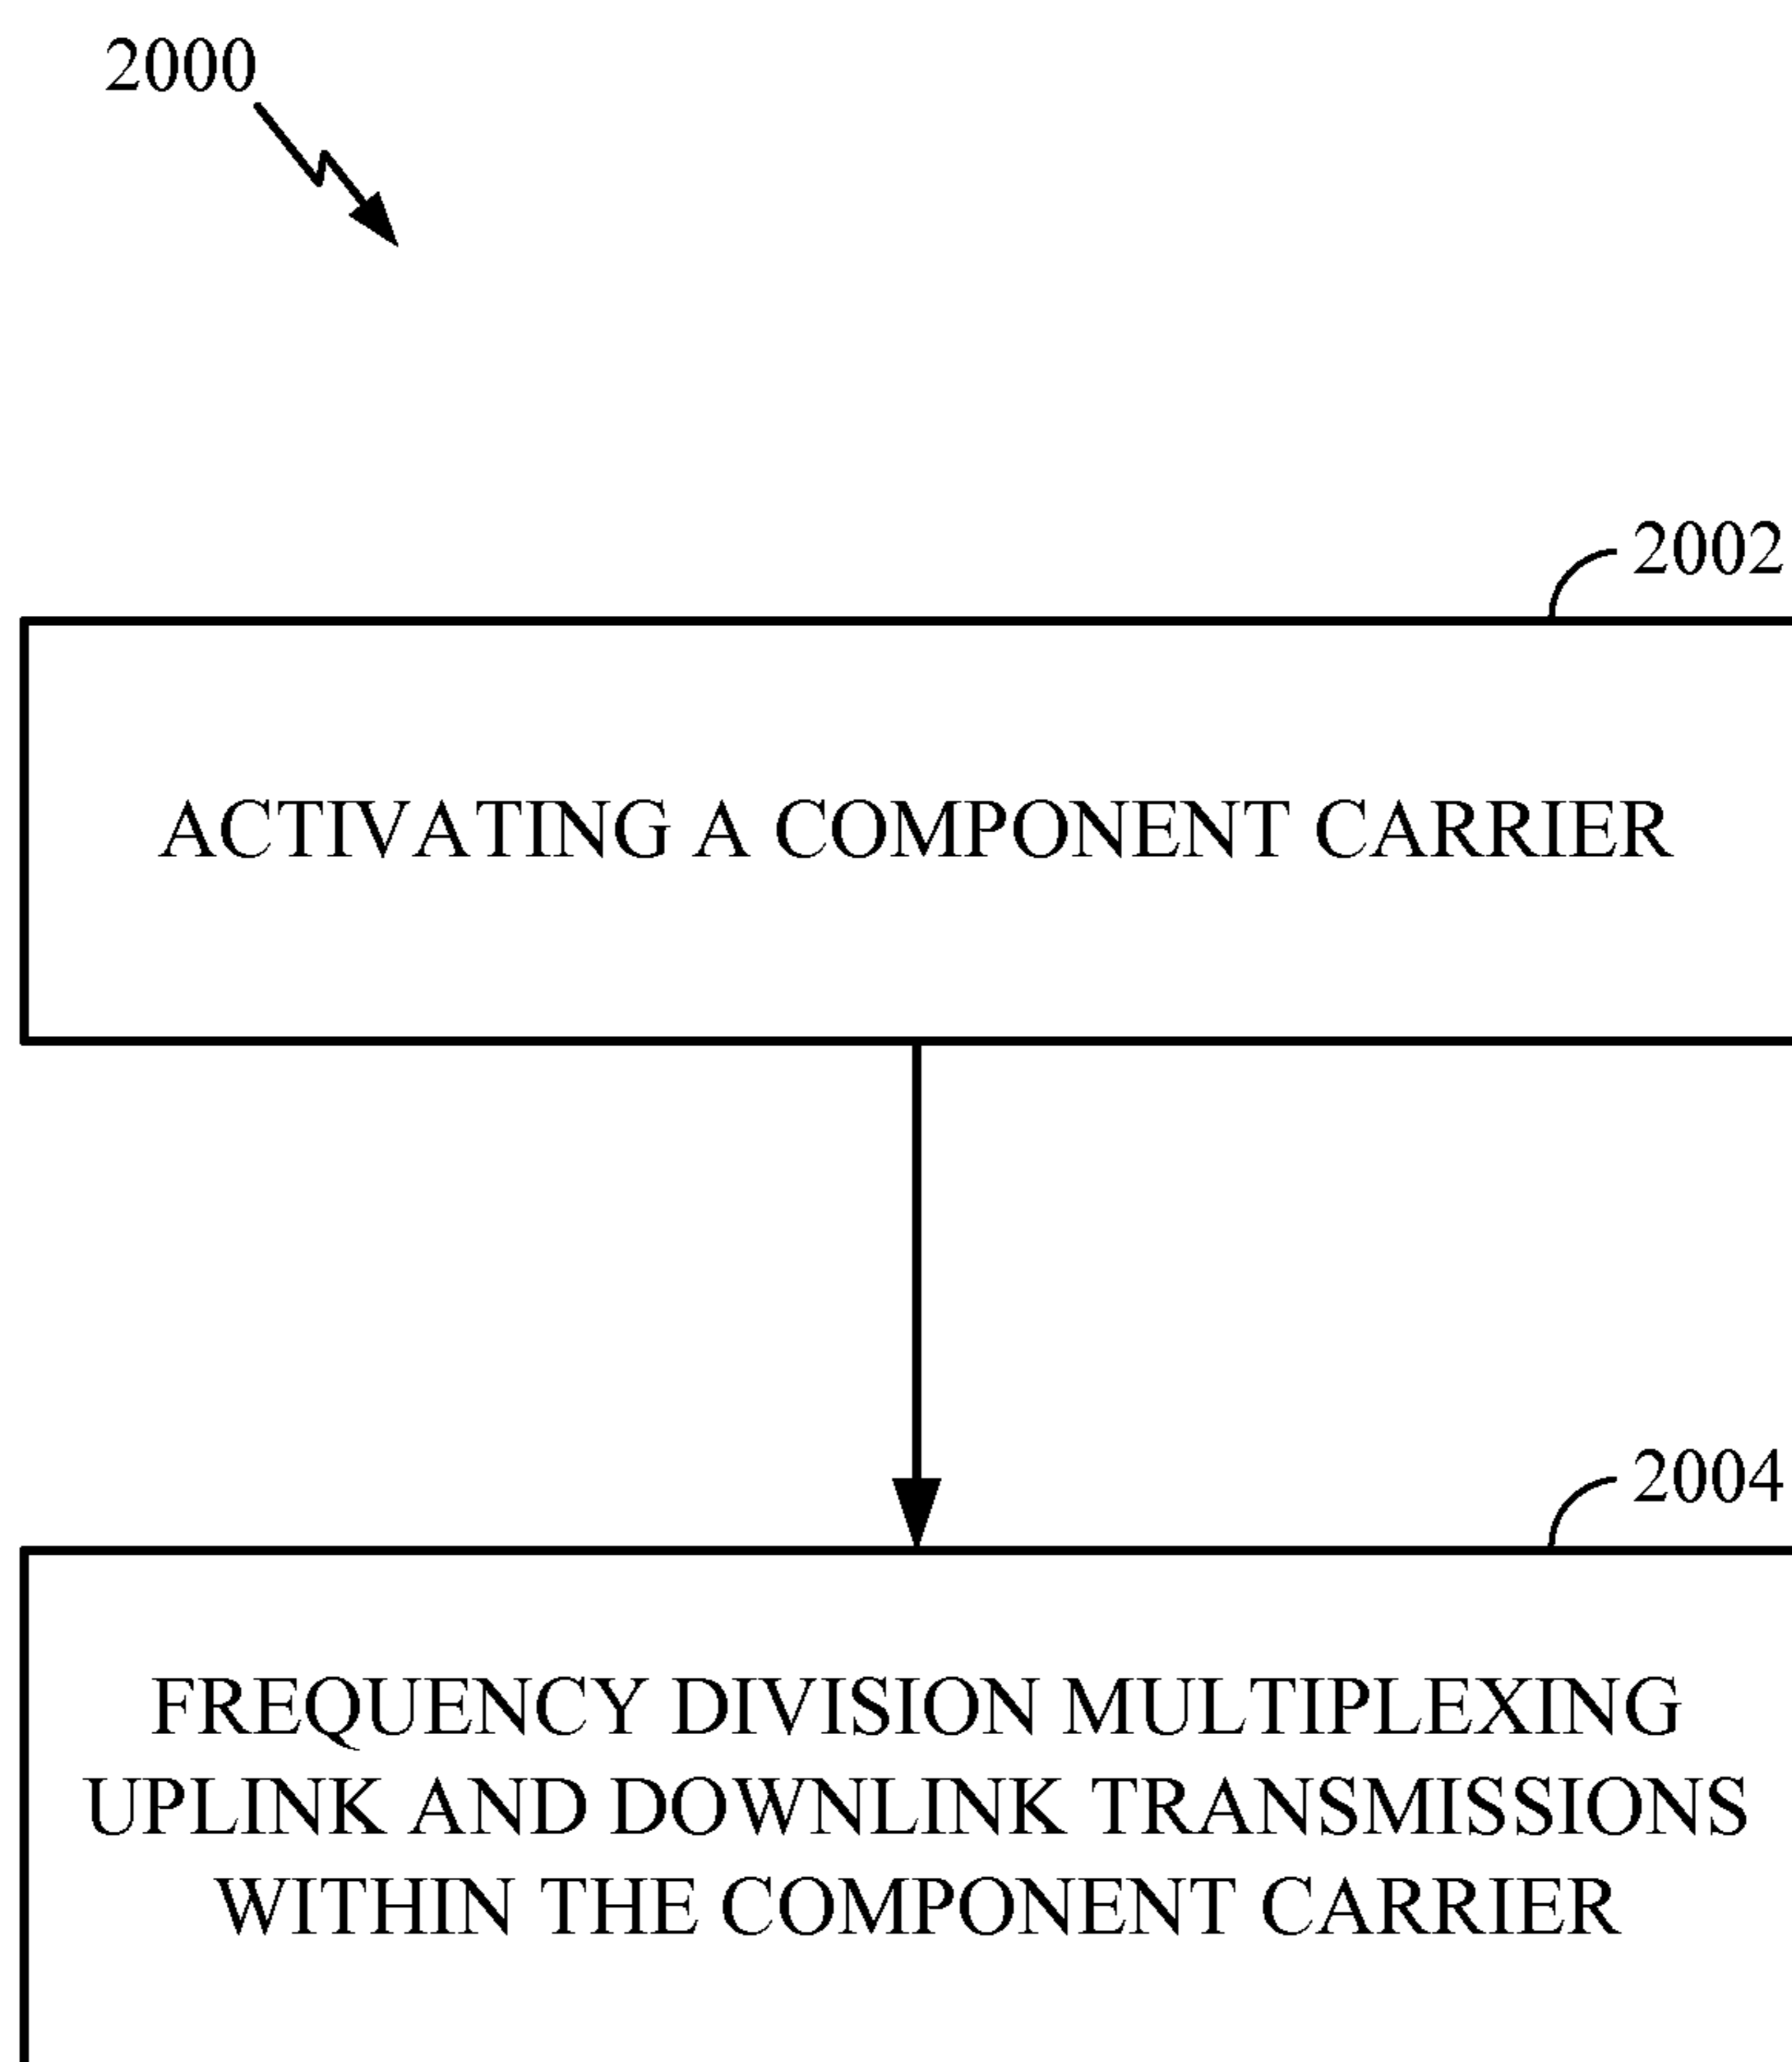 2000
2002
ACTIVATING A COMPONENT CARRIER
2004
FREQUENCY DIVISION MULTIPLEXING
UPLINK AND DOWNLINK TRANSMISSIONS
WITHIN THE COMPONENT CARRIER